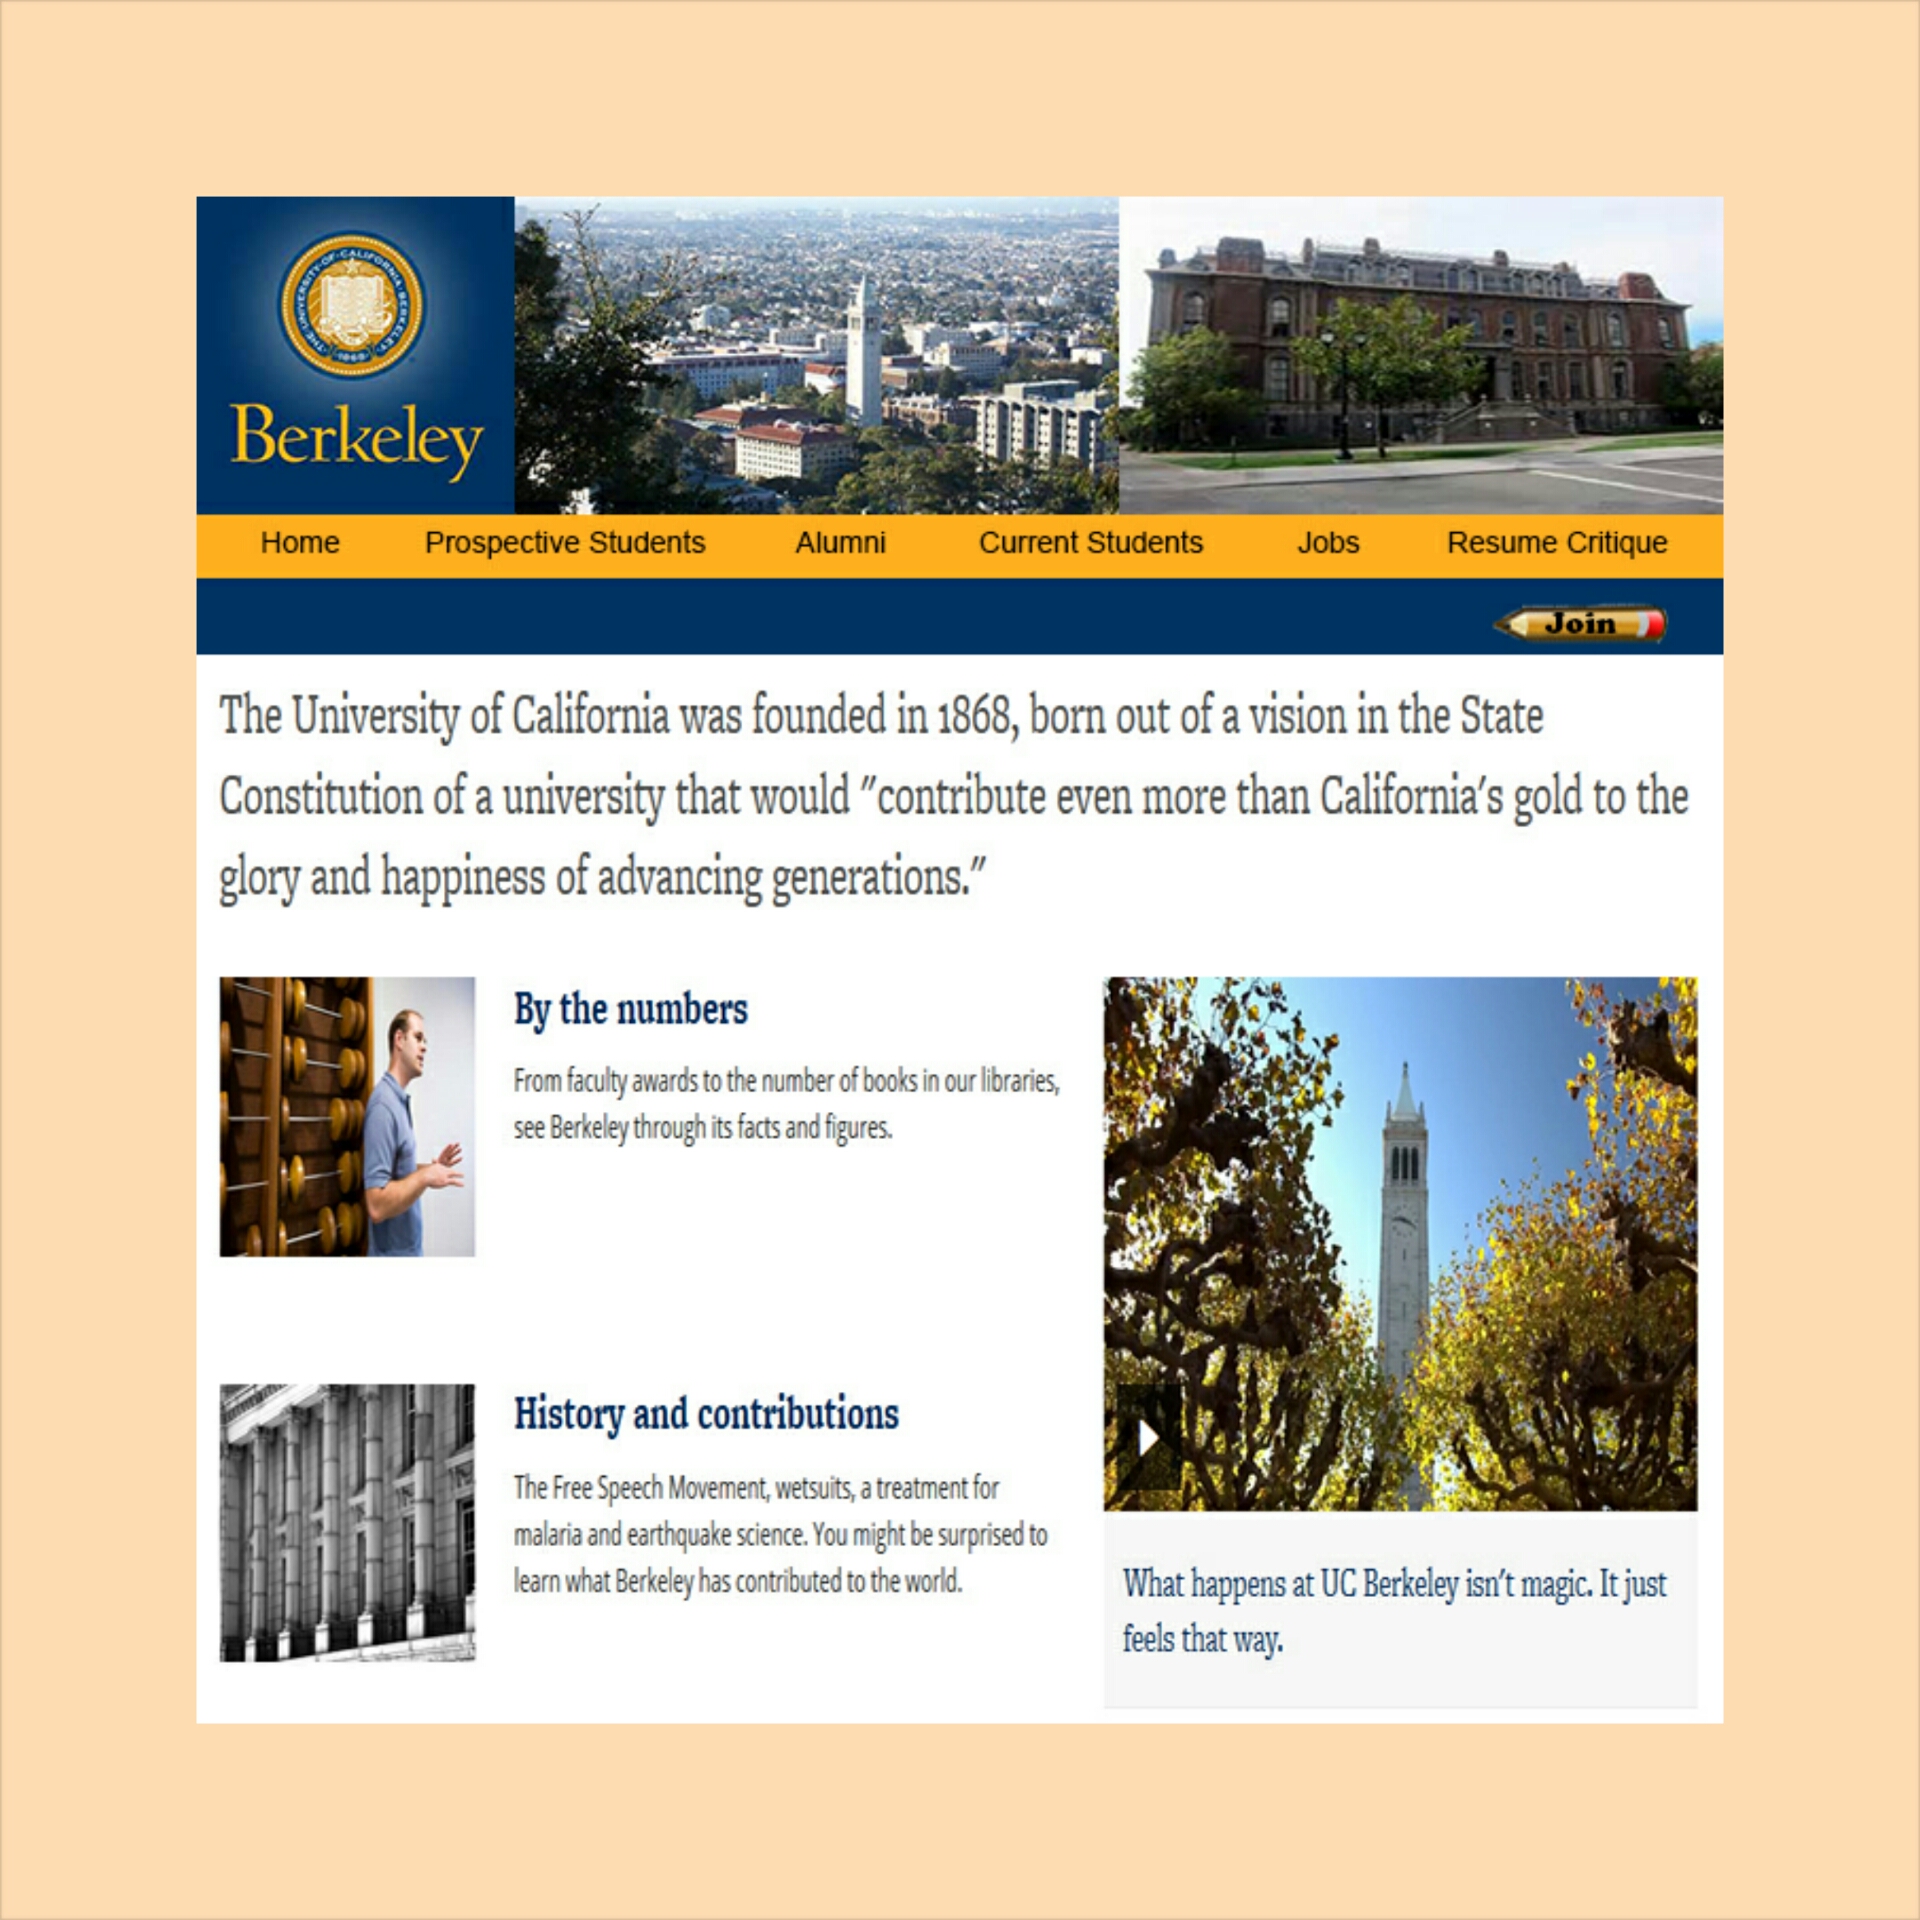 THE·UNIVERSITY·OF·CALIFORNIA·BERKELEY·
1868
Berkeley
Home Prospective Students Alumni Current Students Jobs Resume Critique
Join
The University of California was founded in 1868, born out of a vision in the State
Constitution of a university that would "contribute even more than California's gold to the
glory and happiness of advancing generations."
By the numbers
From faculty awards to the number of books in our libraries,
see Berkeley through its facts and figures.
History and contributions
The Free Speech Movement, wetsuits, a treatment for
malaria and earthquake science. You might be surprised to
learn what Berkeley has contributed to the world.
What happens at UC Berkeley isn't magic. It just
feels that way.